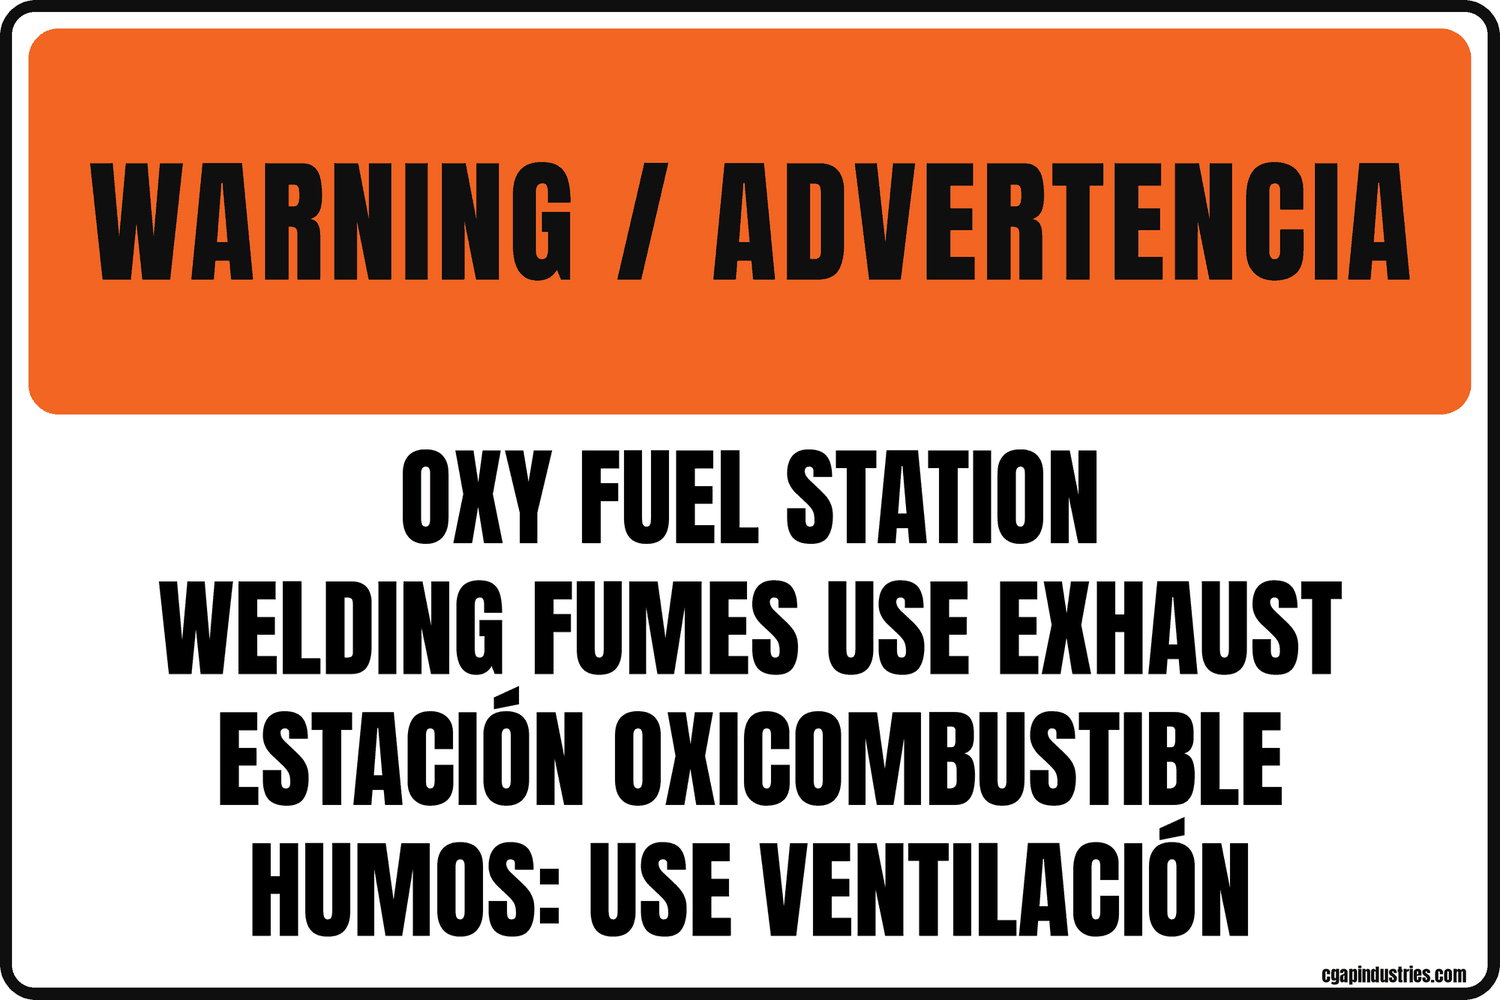 WARNING / ADVERTENCIA
OXY FUEL STATION
WELDING FUMES USE EXHAUST
ESTACIÓN OXICOMBUSTIBLE
HUMOS: USE VENTILACIÓN
cgapindustries.com